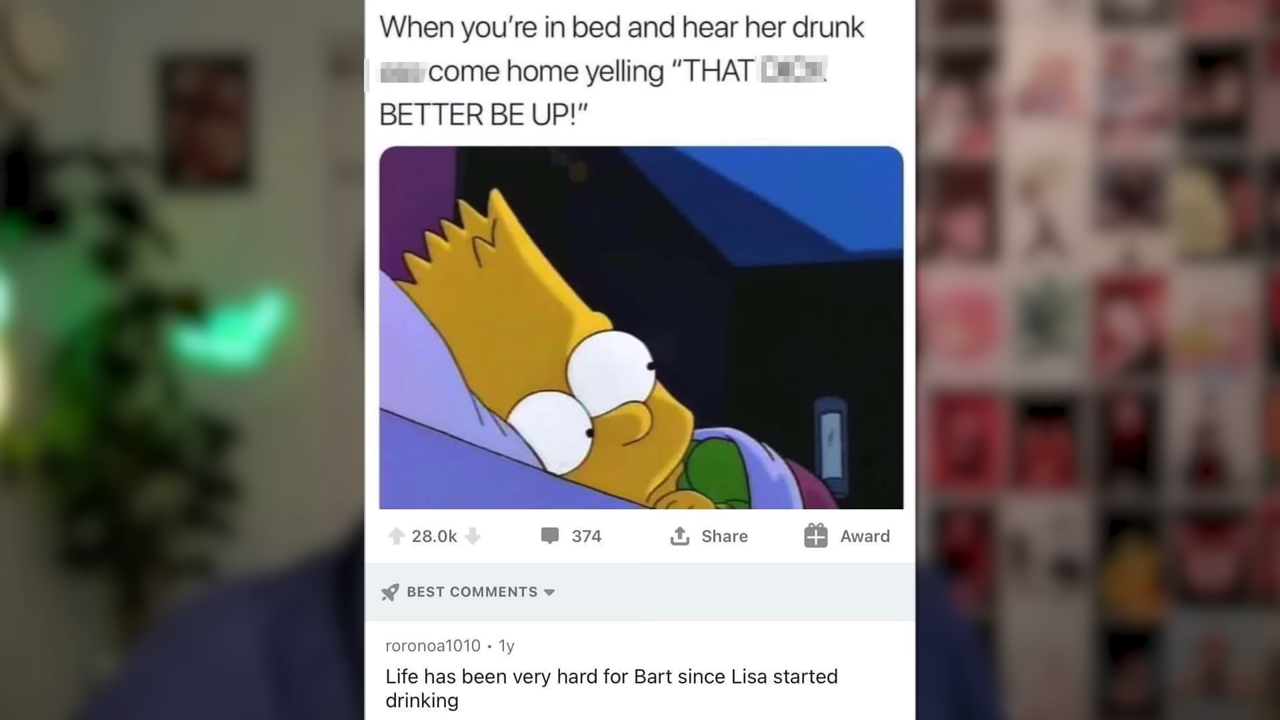 When you’re in bed and hear her drunk
come home yelling “THAT
BETTER BE UP!”
28.0k
374
Share
Award
BEST COMMENTS
roronoa1010 • 1y
Life has been very hard for Bart since Lisa started
drinking